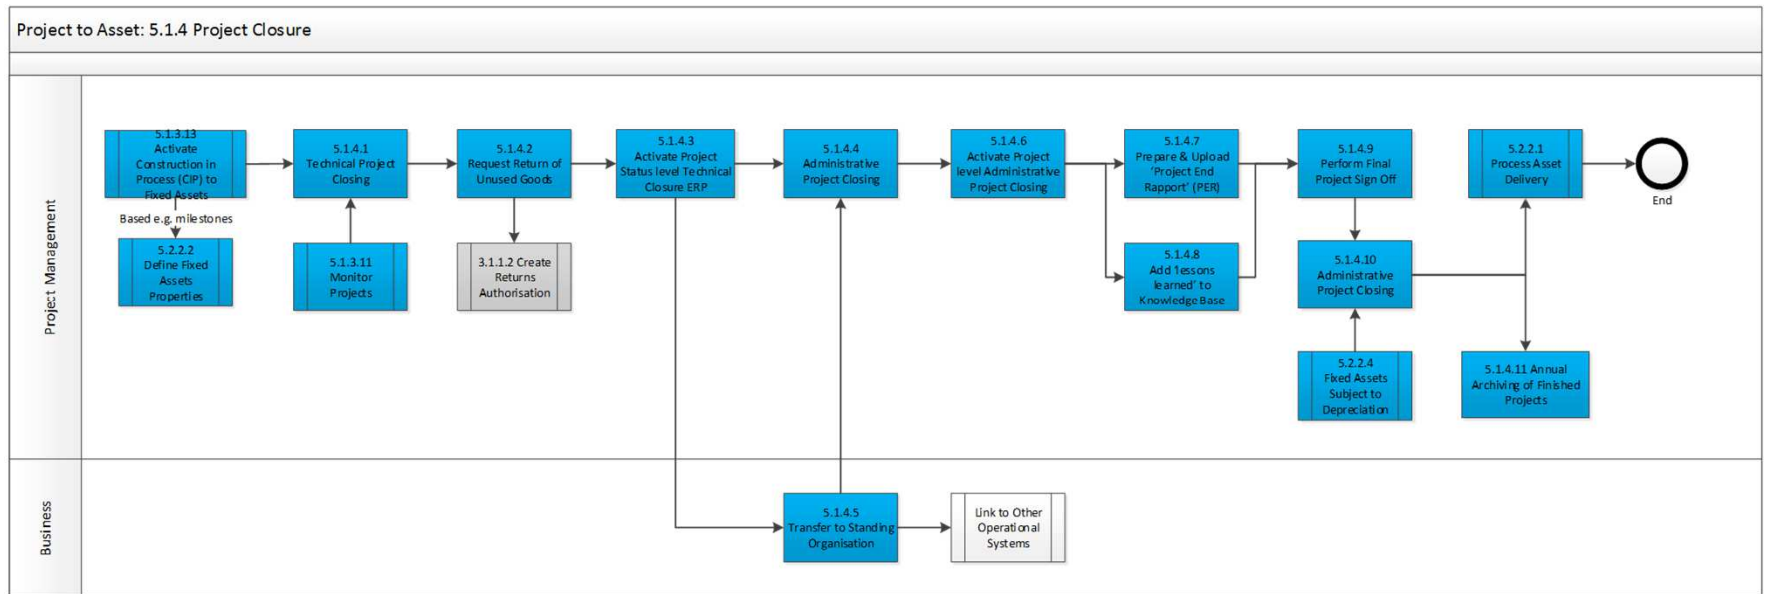 Project to Asset: 5.1.4 Project Closure
Project Management
5.1.3.13
Activate
Construction in
Process (CIP) to
Fixed Assets
Based e.g. milestones
5.2.2.2
Define Fixed
Assets
Properties
5.1.4.1
Technical Project
Closing
5.1.3.11
Monitor
Projects
5.1.4.2
Request Return of
Unused Goods
3.1.1.2 Create
Returns
Authorisation
5.1.4.3
Activate Project
Status level Technical
Closure ERP
5.1.4.4
Administrative
Project Closing
5.1.4.6
Activate Project
level Administrative
Project Closing
5.1.4.7
Prepare & Upload
‘Project End
Rapport’ (PER)
5.1.4.8
Add ‘lessons
learned’ to
Knowledge Base
5.1.4.9
Perform Final
Project Sign Off
5.1.4.10
Administrative
Project Closing
5.2.2.4
Fixed Assets
Subject to
Depreciation
5.2.2.1
Process Asset
Delivery
5.1.4.11 Annual
Archiving of Finished
Projects
End
Business
5.1.4.5
Transfer to Standing
Organisation
Link to Other
Operational
Systems